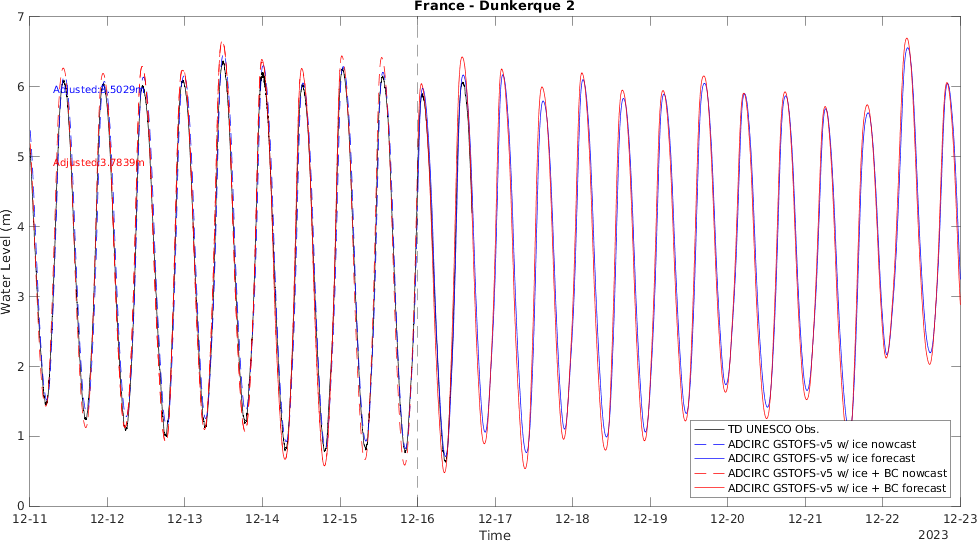 France - Dunkerque 2
Water Level (m)
7
6
5
4
3
2
1
0
Adjusted:3.7839m
TD UNESCO Obs.
ADCIRC GSTOFS-v5 w/ ice nowcast
ADCIRC GSTOFS-v5 w/ ice forecast
ADCIRC GSTOFS-v5 w/ ice + BC nowcast
ADCIRC GSTOFS-v5 w/ ice + BC forecast
12-11 12-12 12-13 12-14 12-15 12-16 12-17 12-18 12-19 12-20 12-21 12-22 12-23
Time
2023